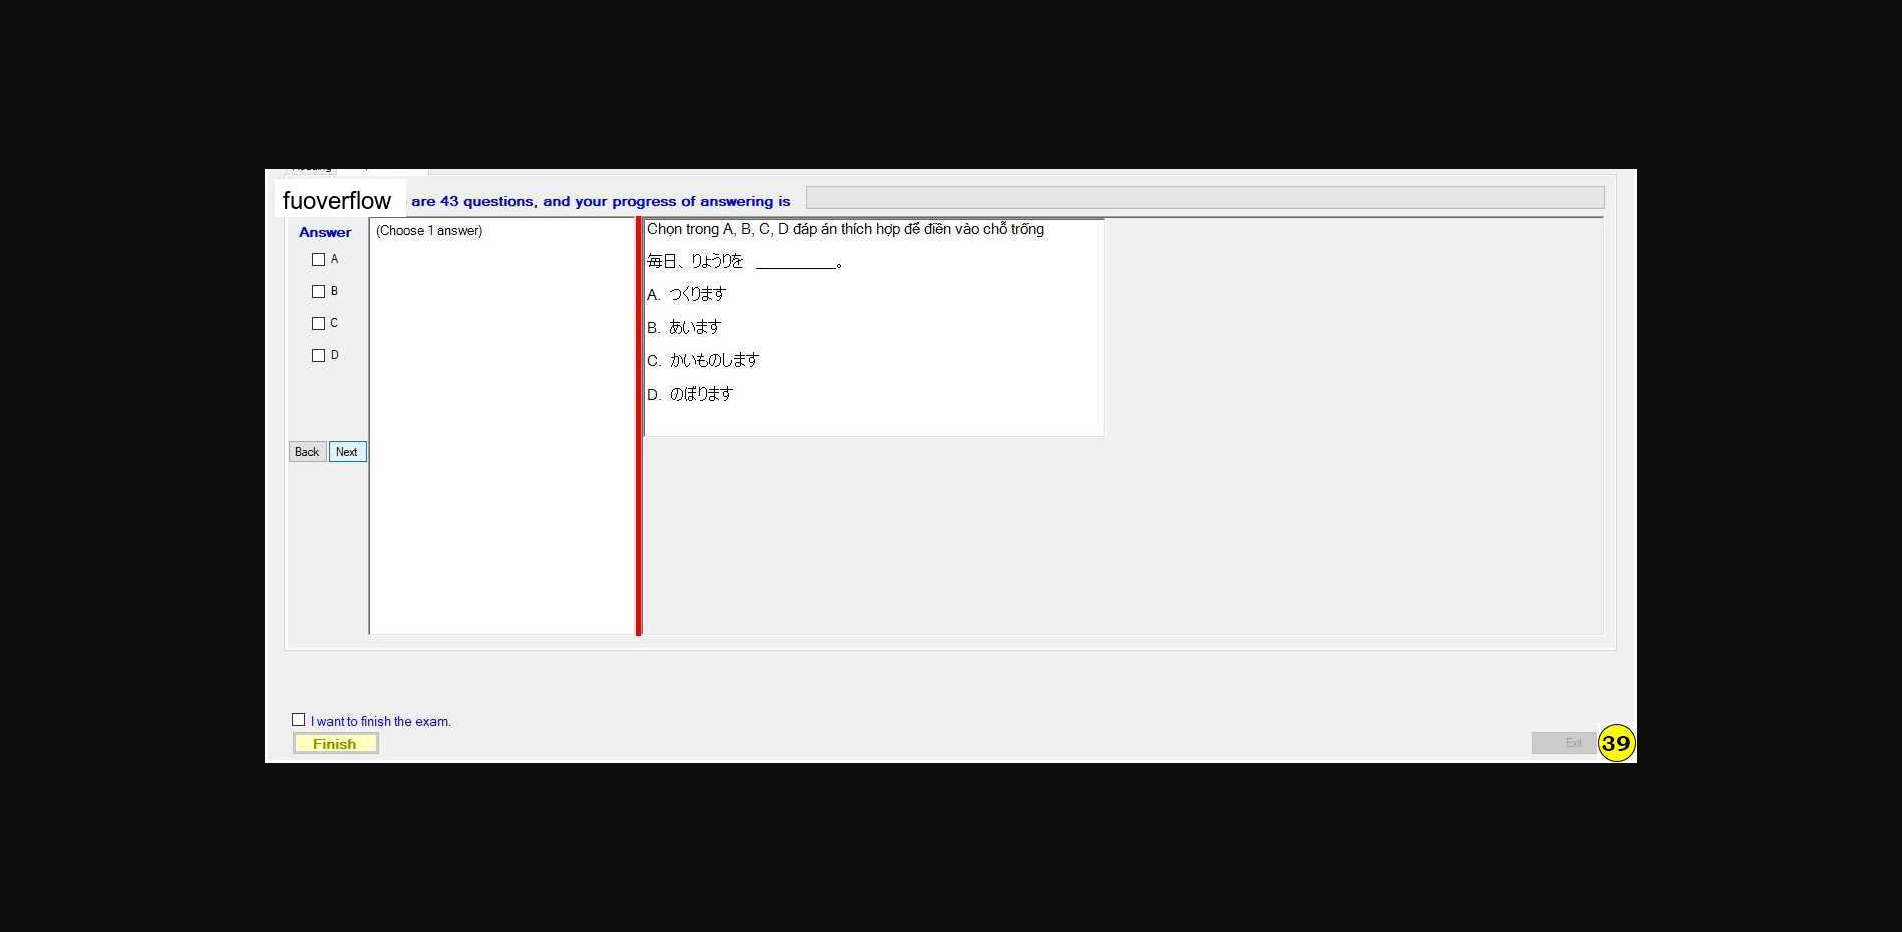 fuoverflow are 43 questions, and your progress of answering is
Answer
(Choose 1 answer)
A
B
C
D
Back Next
Chọn trong A, B, C, D đáp án thích hợp để điền vào chỗ trống
毎日、りょうりを __________。
A. つくります
B. あいます
C. かいものします
D. のぼります
I want to finish the exam.
Finish
Exit
39